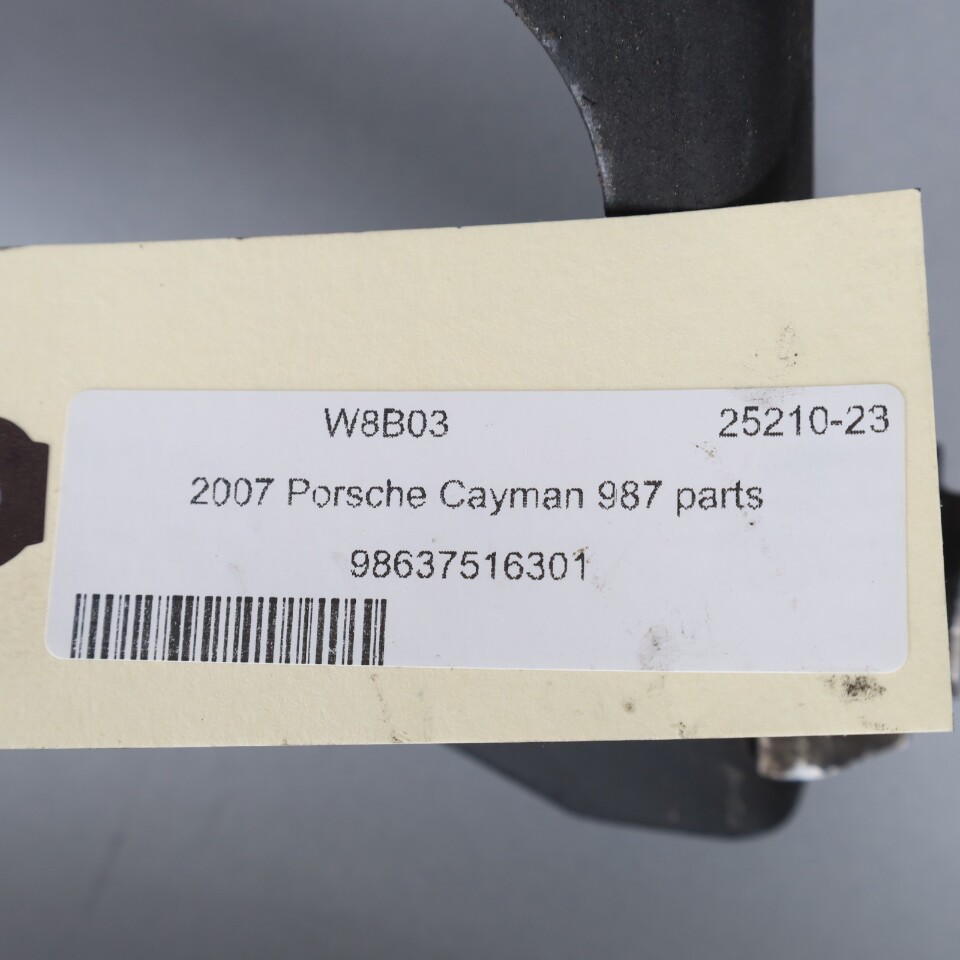 W8B03 25210-23
2007 Porsche Cayman 987 parts
98637516301